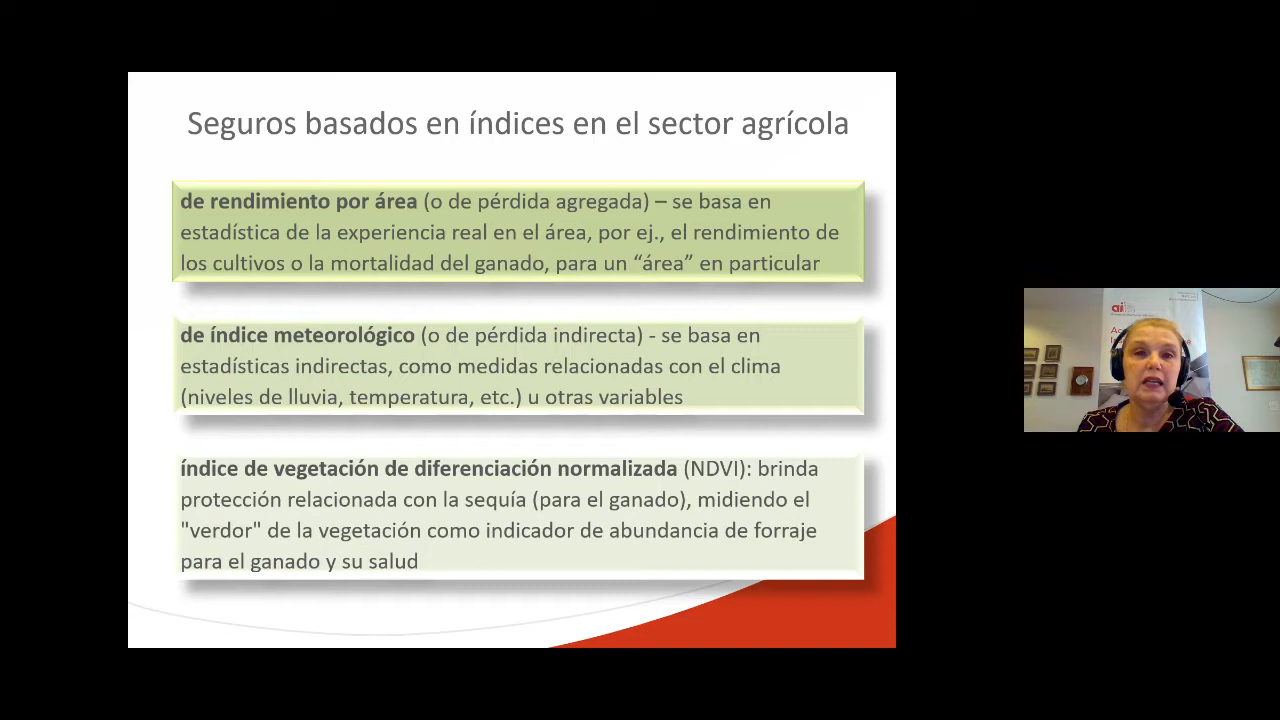 Seguros basados en índices en el sector agrícola
de rendimiento por área (o de pérdida agregada) – se basa en
estadística de la experiencia real en el área, por ej., el rendimiento de
los cultivos o la mortalidad del ganado, para un “área” en particular
de índice meteorológico (o de pérdida indirecta) - se basa en
estadísticas indirectas, como medidas relacionadas con el clima
(niveles de lluvia, temperatura, etc.) u otras variables
índice de vegetación de diferenciación normalizada (NDVI): brinda
protección relacionada con la sequía (para el ganado), midiendo el
"verdor" de la vegetación como indicador de abundancia de forraje
para el ganado y su salud